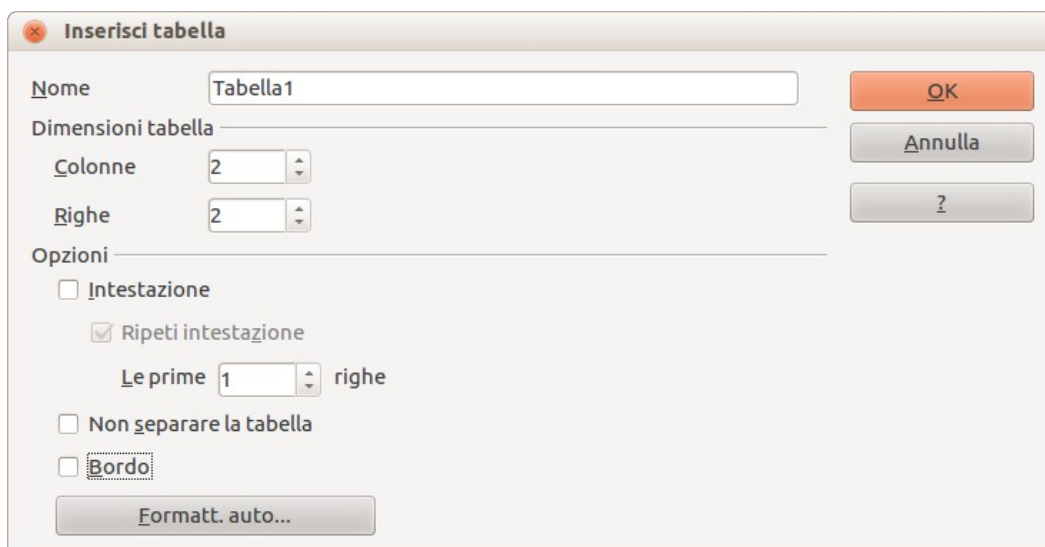 Inserisci tabella
Nome Tabella1 OK
Dimensioni tabella
Annulla
Colonne 2
Righe 2 ?
Opzioni
Intestazione
Ripeti intestazione
Le prime 1 righe
Non separare la tabella
Bordo
Formatt. auto...